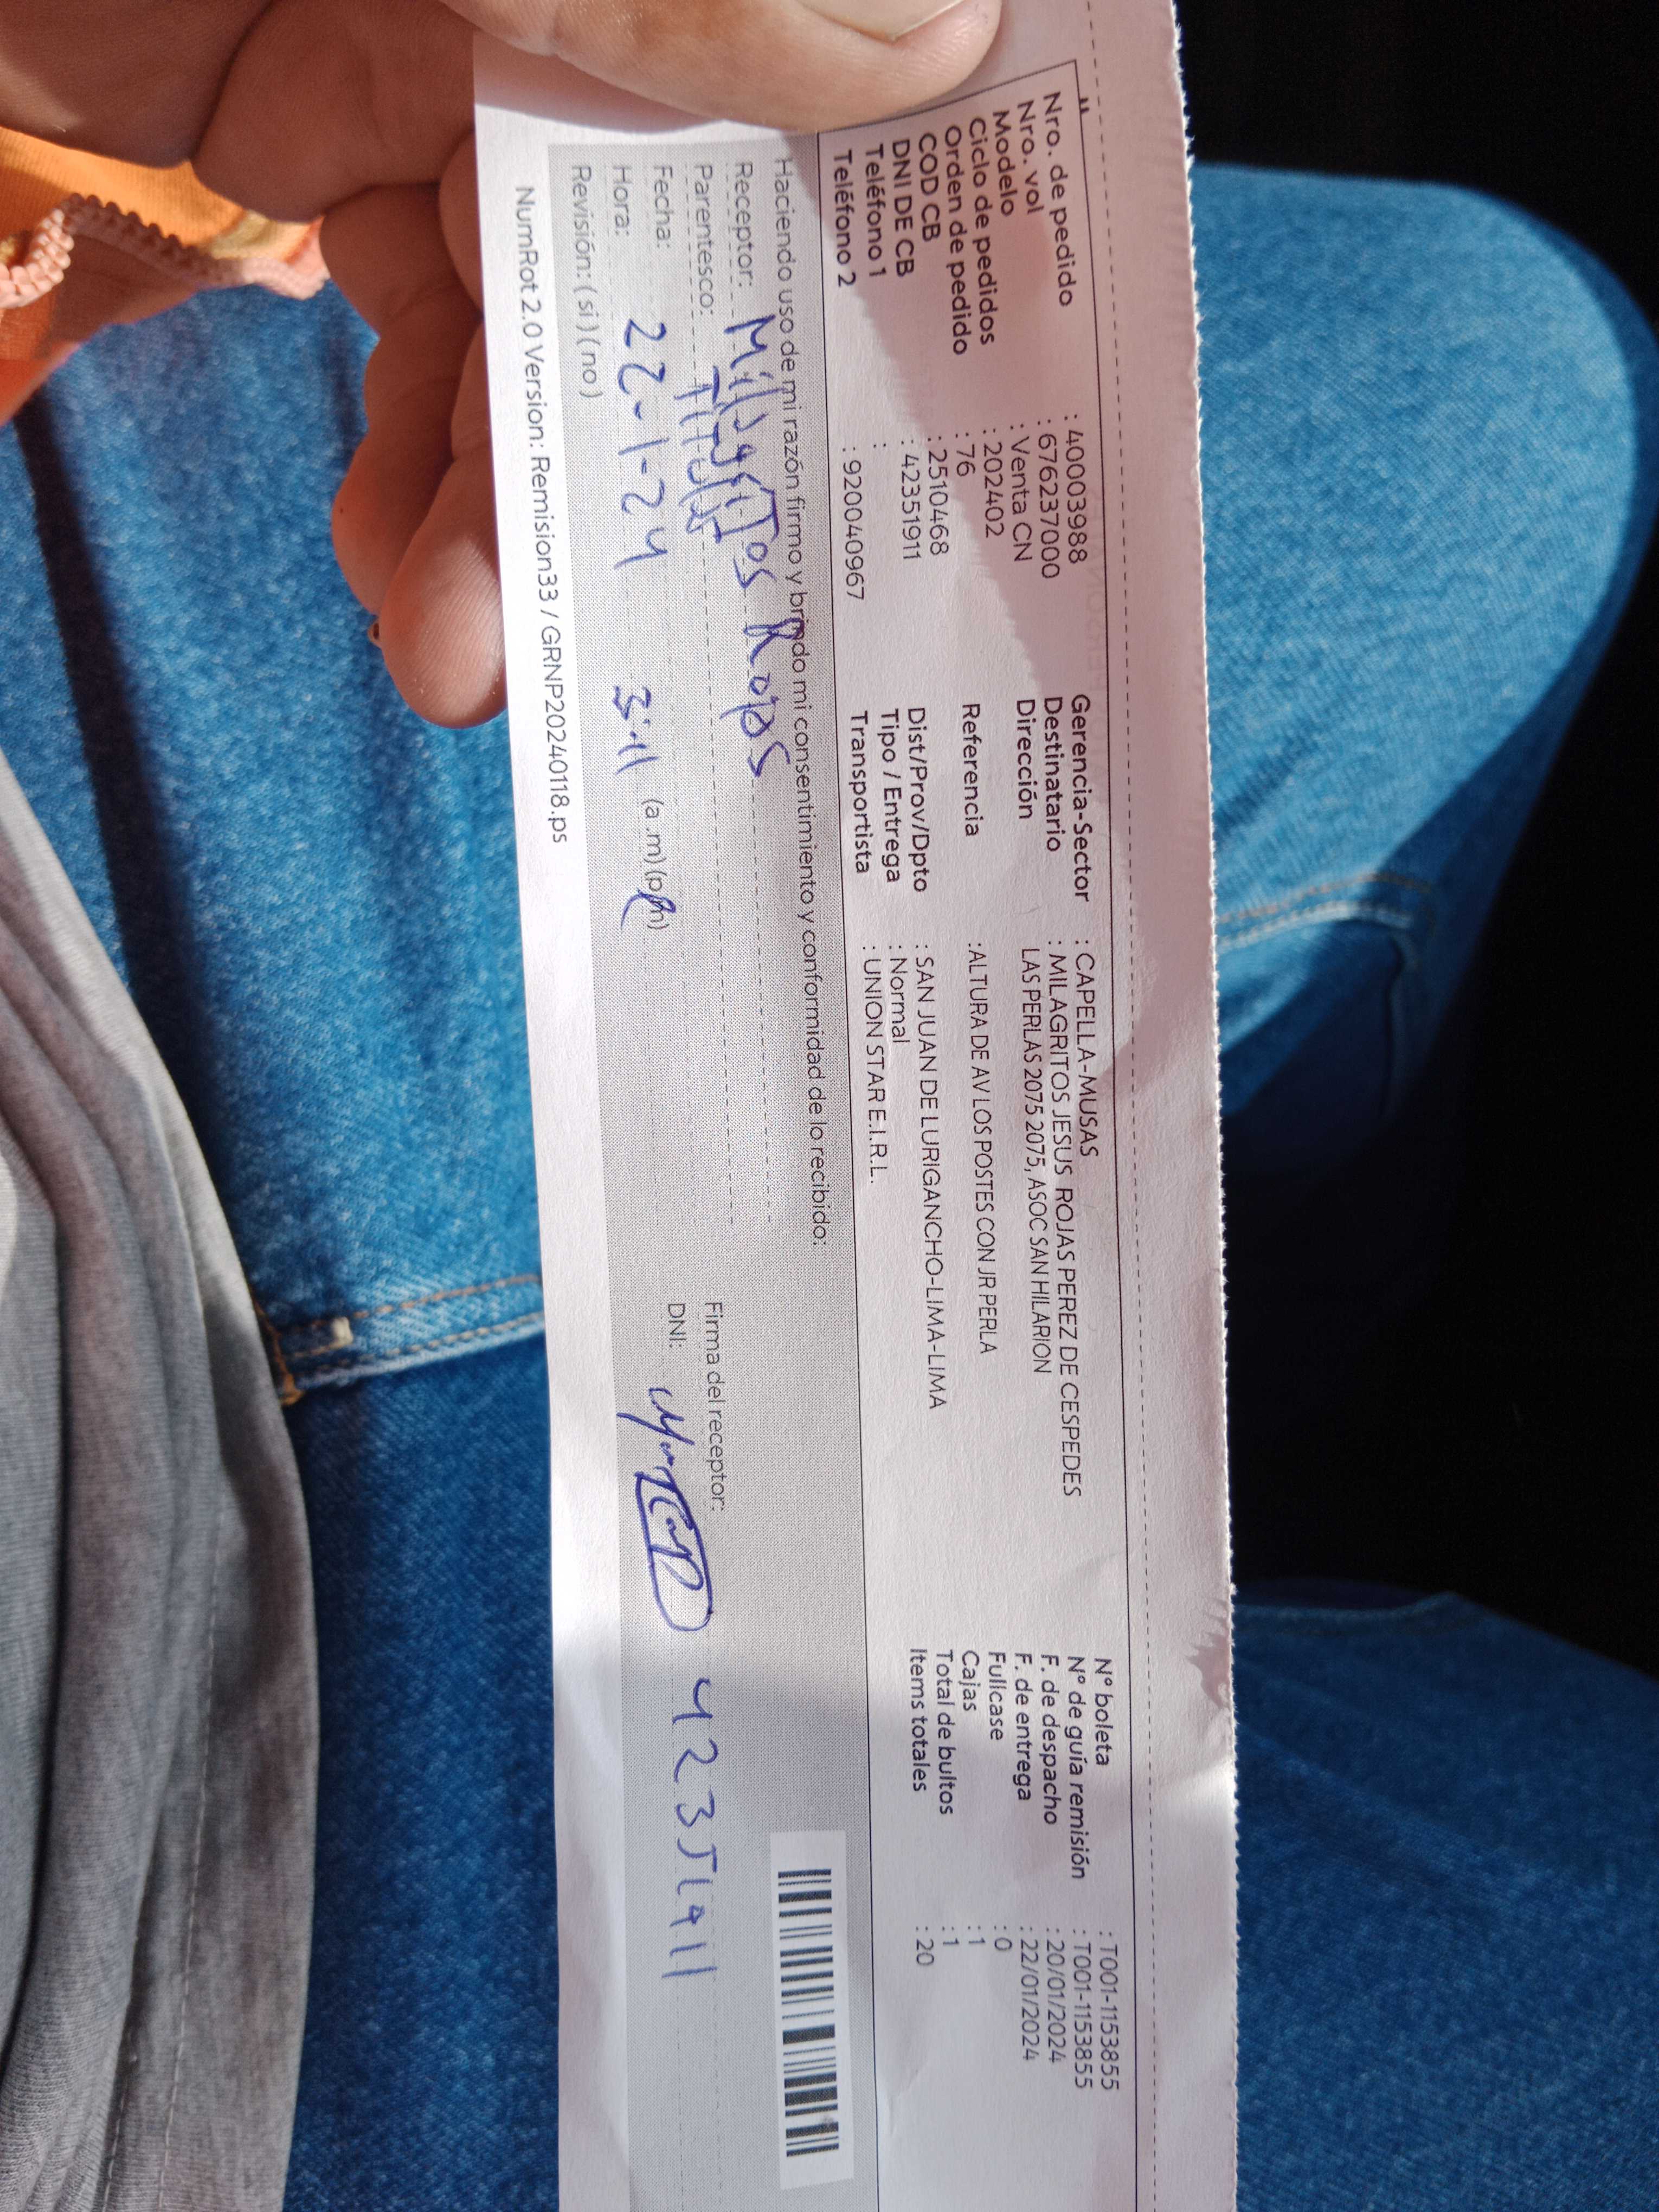 Nro. de pedido : 40003988
Nro. vol : 676237000
Modelo : Venta CN
Ciclo de pedidos : 202402
Orden de pedido : 76
COD CB : 2510468
DNI DE CB : 42351911
Teléfono 1 :
Teléfono 2 : 920040967
Gerencia-Sector : CAPELLA-MUSAS
Destinatario : MILAGRITOS JESUS ROJAS PEREZ DE CESPEDES
Dirección LAS PERLAS 2075 2075, ASOC SAN HILARION
Referencia :ALTURA DE AV LOS POSTES CON JR PERLA
Dist/Prov/Dpto : SAN JUAN DE LURIGANCHO-LIMA-LIMA
Tipo / Entrega : Normal
Transportista : UNION STAR E.I.R.L.
N° boleta : T001-1153855
N° de guía remisión : T001-1153855
F. de despacho : 20/01/2024
F. de entrega : 22/01/2024
Fullcase : 0
Cajas : 1
Total de bultos : 1
Items totales : 20
Haciendo uso de mi razón firmo y brindo mi consentimiento y conformidad de lo recibido:
Receptor: Milagritos Rojas
Parentesco: Titular
Fecha: 22-1-24
Hora: 3:11 (a.m) (p.m)
Revisión: ( si ) ( no )
Firma del receptor:
DNI: 42351911
NumRot 2.0 Version: Remision33 / GRNP20240118.ps